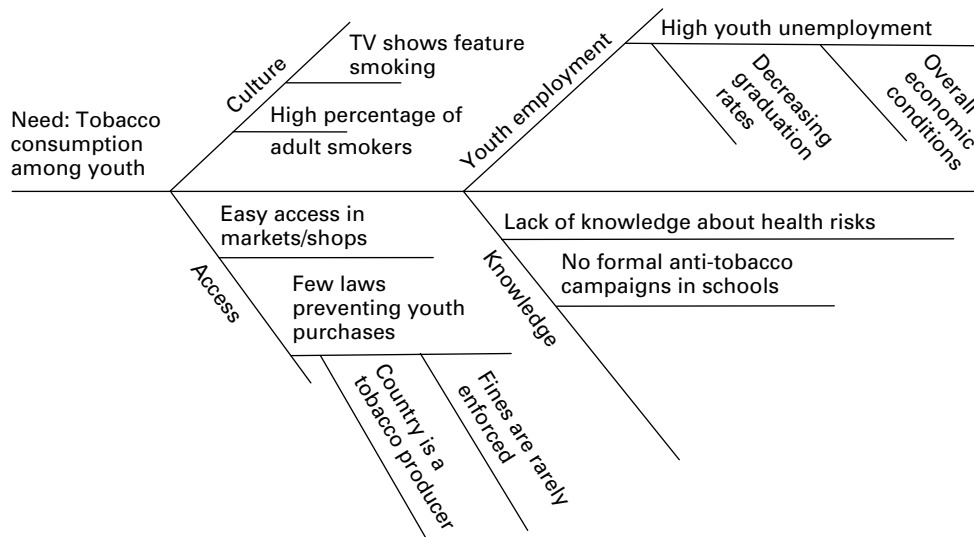 Need: Tobacco
consumption
among youth
Culture
TV shows feature
smoking
High percentage of
adult smokers
Youth employment
High youth unemployment
Decreasing
graduation
rates
Overall
economic
conditions
Access
Easy access in
markets/shops
Few laws
preventing youth
purchases
Country is a
tobacco producer
Fines are rarely
enforced
Knowledge
Lack of knowledge about health risks
No formal anti-tobacco
campaigns in schools